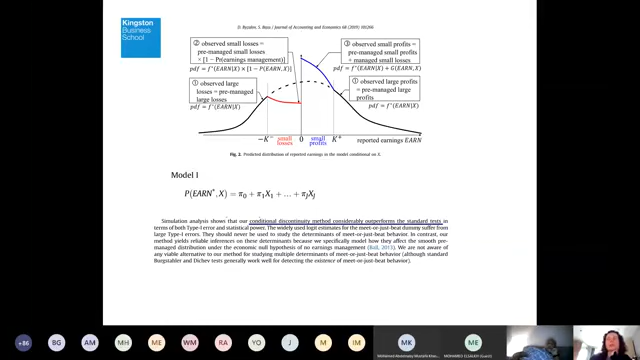 Kingston
Business
School
D. Byzalov, S. Basu / Journal of Accounting and Economics 68 (2019) 101266
② observed small losses =
pre-managed small losses
× [1 - Pr(earnings management)]
pdf = f*(EARN|X) × [1 - P(EARN, X)]
③ observed small profits =
pre-managed small profits
+ managed small profits
pdf = f*(EARN|X) + G(EARN, X)
① observed large
losses = pre-managed
large losses
pdf = f*(EARN|X)
① observed large profits
= pre-managed large
profits
pdf = f*(EARN|X)
-K⁻ small losses 0 small profits K⁺ reported earnings EARN
Fig. 2. Predicted distribution of reported earnings in the model conditional on X.
Model I
P(EARN*, X) = π₀ + π₁X₁ + … + πⱼXⱼ
Simulation analysis shows that our conditional discontinuity method considerably outperforms the standard tests in
terms of both Type-I error and statistical power. The widely used logit estimates for the meet-or-just-beat dummy suffer from
large Type-I errors. They should never be used to study the determinants of meet-or-just-beat behavior. In contrast, our
method yields reliable inferences on these determinants because we specifically model how they affect the smooth pre-
managed distribution under the economic null hypothesis of no earnings management (Ball, 2013). We are not aware of
any viable alternative to our method for studying multiple determinants of meet-or-just-beat behavior (although standard
Burgstahler and Dichev tests generally work well for detecting the existence of meet-or-just-beat behavior).
+86 BG AM MH ME WM RA YO J M IM MK ME
MOHAMED ELSALKH (Guest)